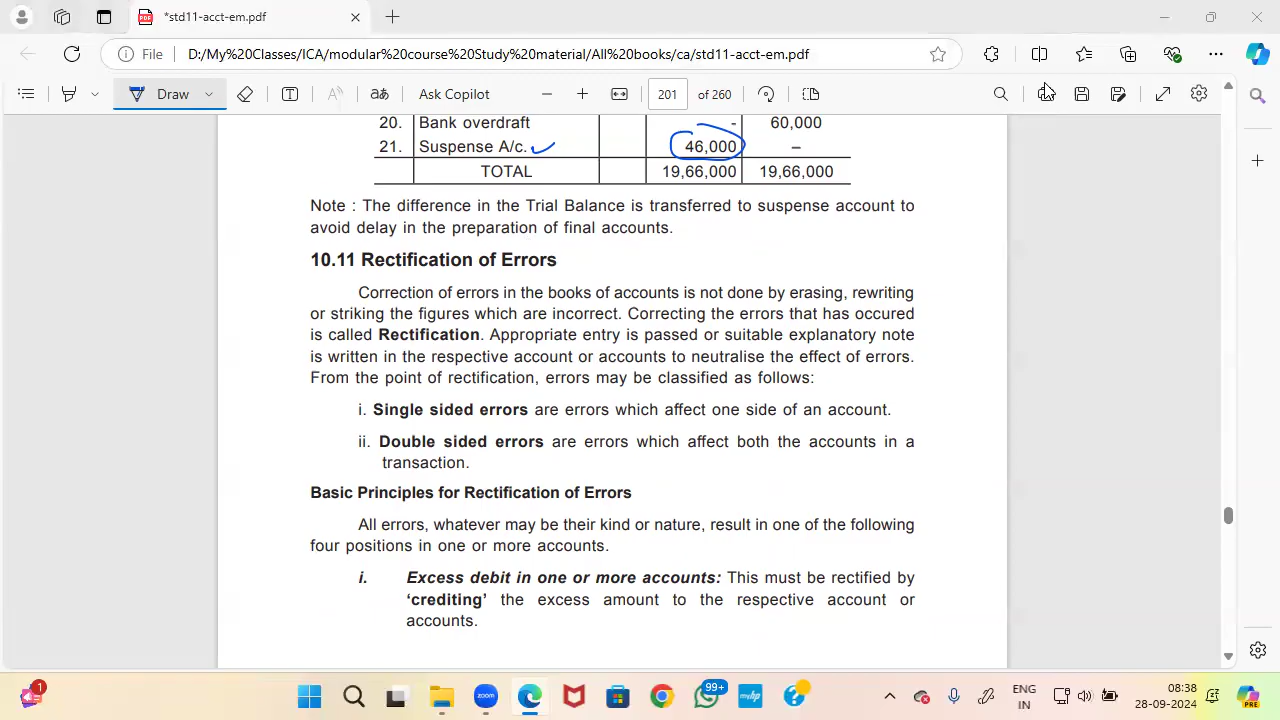 *std11-acct-em.pdf
File D:/My%20Classes/ICA/modular%20course%20Study%20material/All%20books/ca/std11-acct-em.pdf
Draw aあ Ask Copilot 201 of 260
20. Bank overdraft - 60,000
21. Suspense A/c. 46,000 –
TOTAL 19,66,000 19,66,000
Note : The difference in the Trial Balance is transferred to suspense account to
avoid delay in the preparation of final accounts.
10.11 Rectification of Errors
Correction of errors in the books of accounts is not done by erasing, rewriting
or striking the figures which are incorrect. Correcting the errors that has occured
is called Rectification. Appropriate entry is passed or suitable explanatory note
is written in the respective account or accounts to neutralise the effect of errors.
From the point of rectification, errors may be classified as follows:
i. Single sided errors are errors which affect one side of an account.
ii. Double sided errors are errors which affect both the accounts in a
transaction.
Basic Principles for Rectification of Errors
All errors, whatever may be their kind or nature, result in one of the following
four positions in one or more accounts.
i. Excess debit in one or more accounts: This must be rectified by
‘crediting’ the excess amount to the respective account or
accounts.
1 zoom 99+ myhp ? ENG 08:38 PRE
IN 28-09-2024